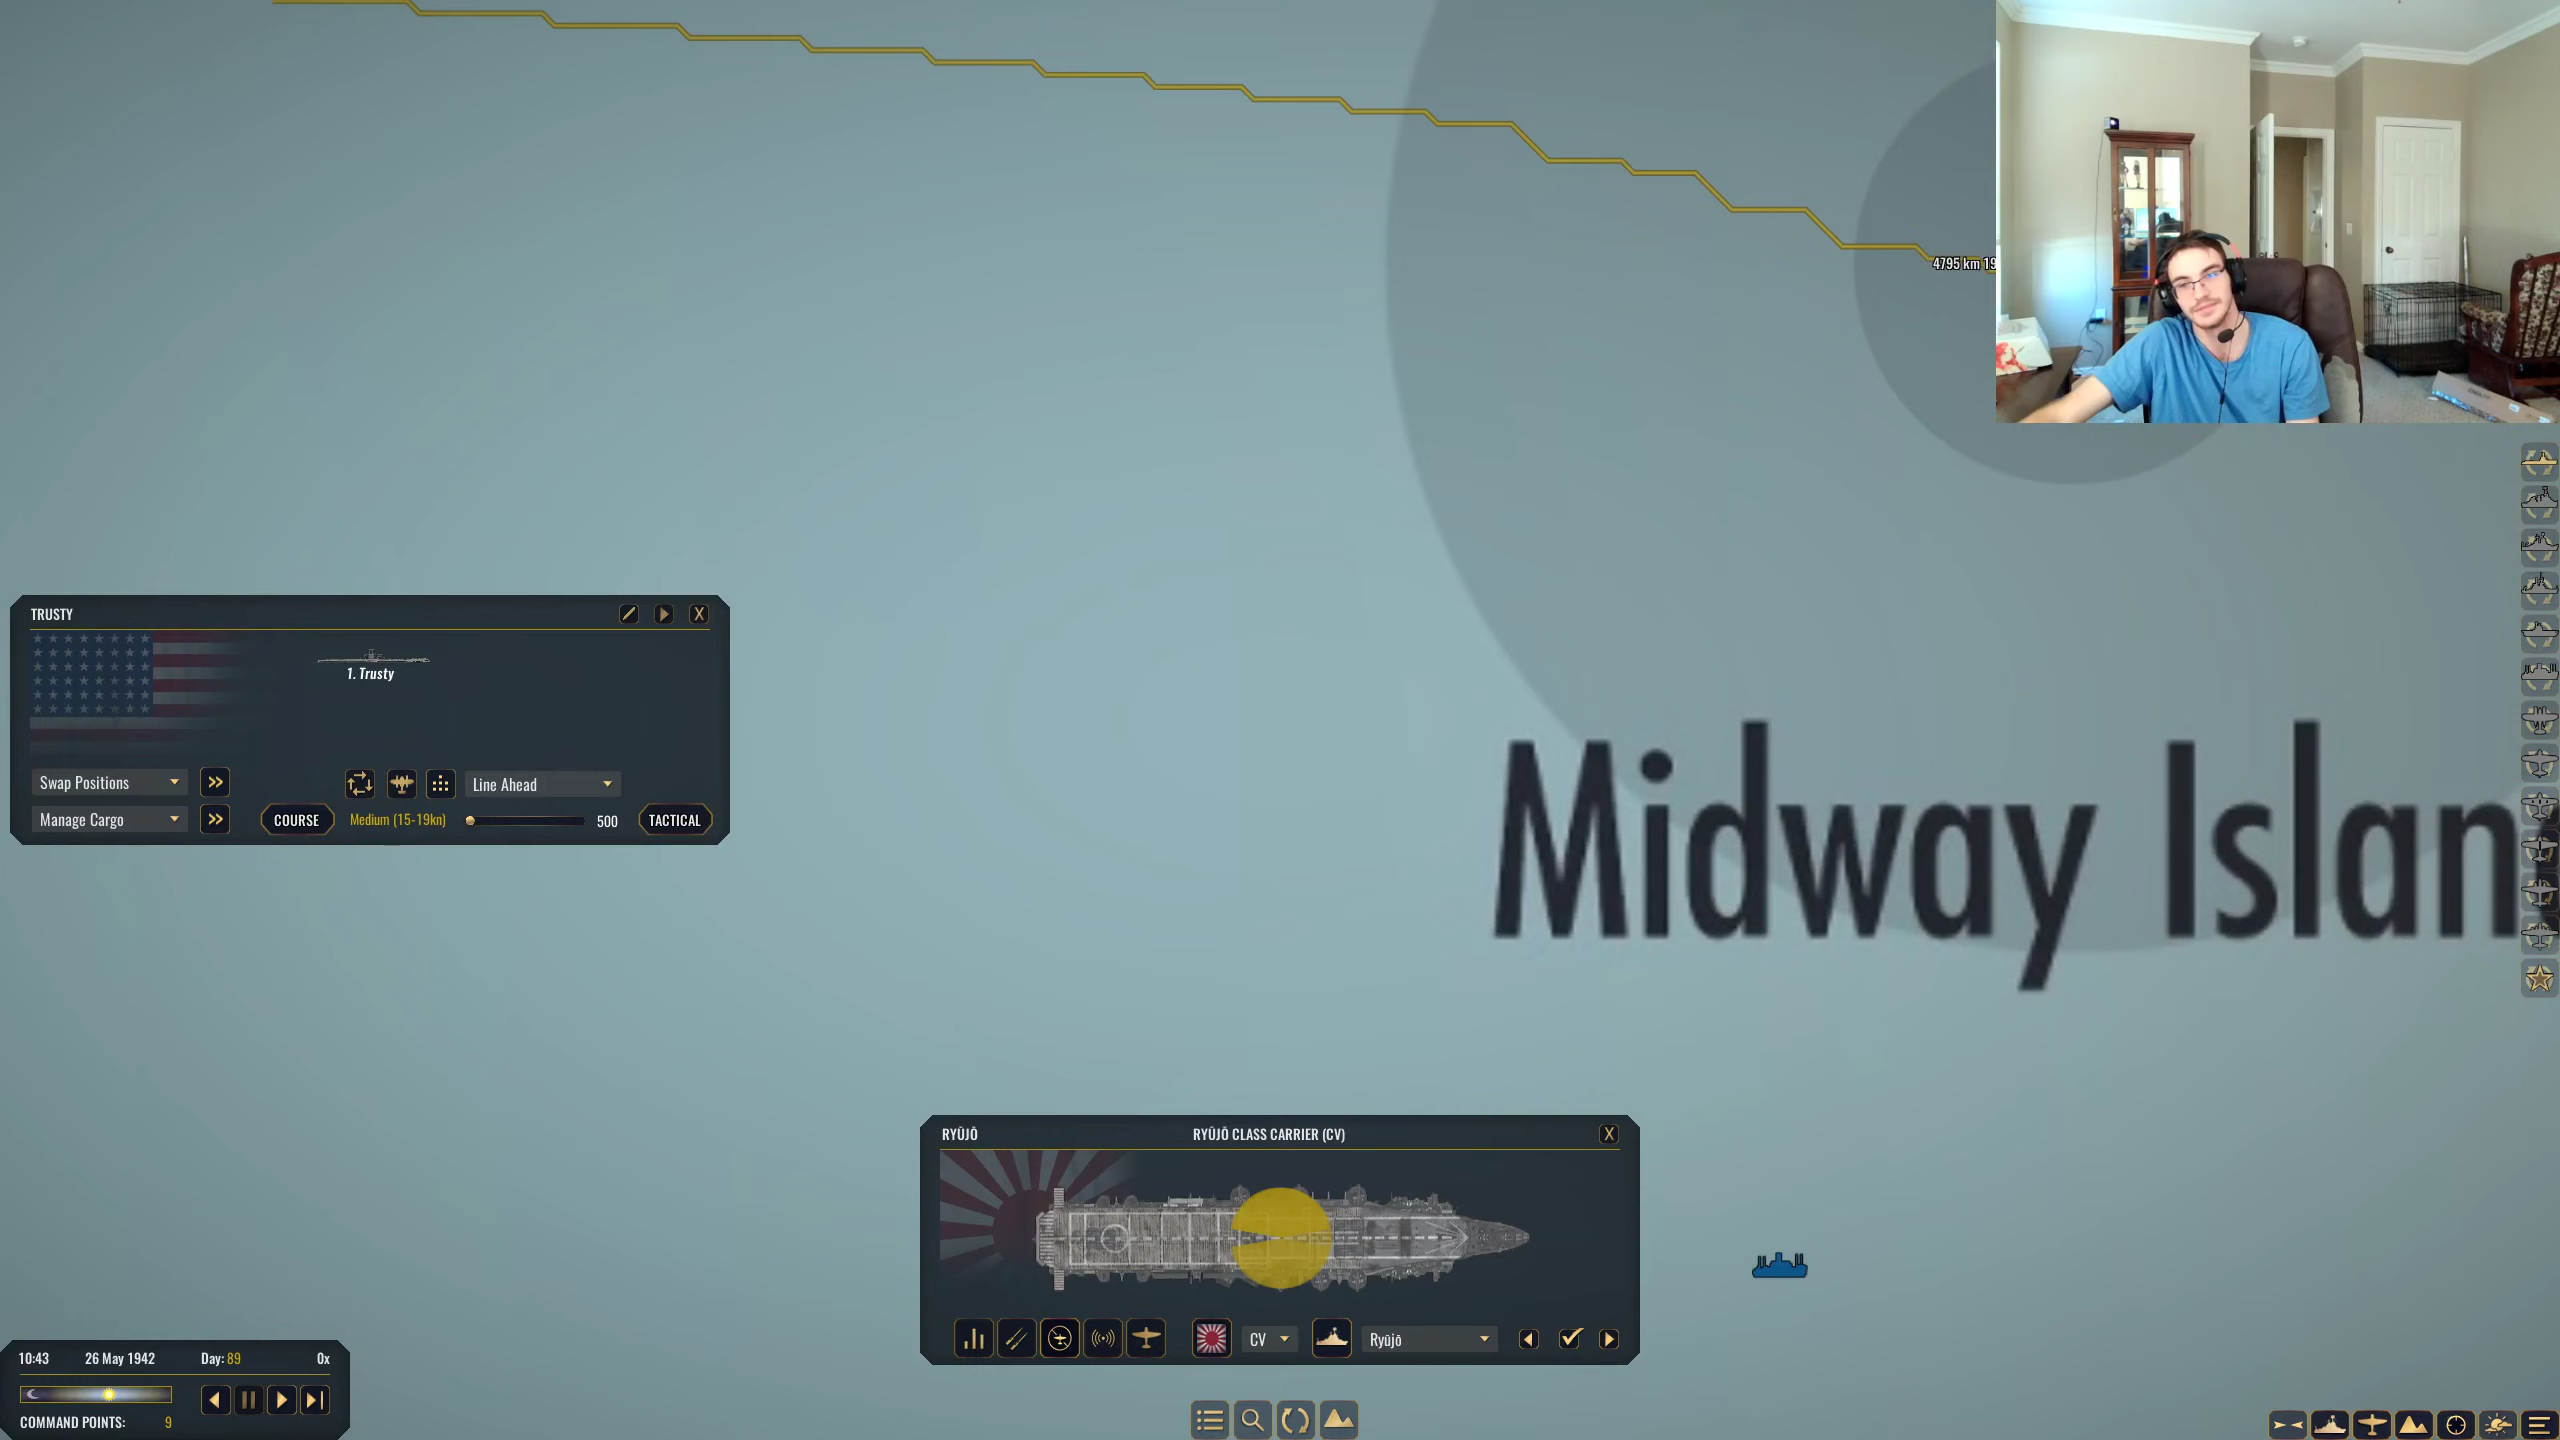 4795 km 19
TRUSTY
1. Trusty
Swap Positions
Line Ahead
Manage Cargo
COURSE
Medium (15-19kn)
500
TACTICAL
Midway Islan
RYŪJŌ
RYŪJŌ CLASS CARRIER (CV)
X
CV
Ryūjō
10:43
26 May 1942
Day: 89
0x
COMMAND POINTS:
9